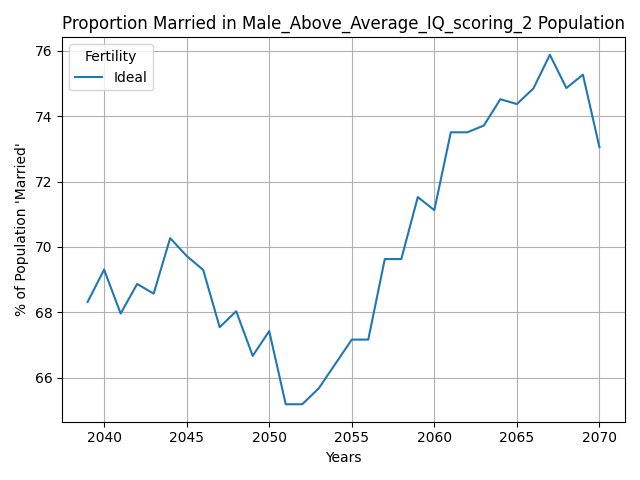 Proportion Married in Male_Above_Average_IQ_scoring_2 Population
Fertility
Ideal
% of Population 'Married'
76
74
72
70
68
66
2040 2045 2050 2055 2060 2065 2070
Years